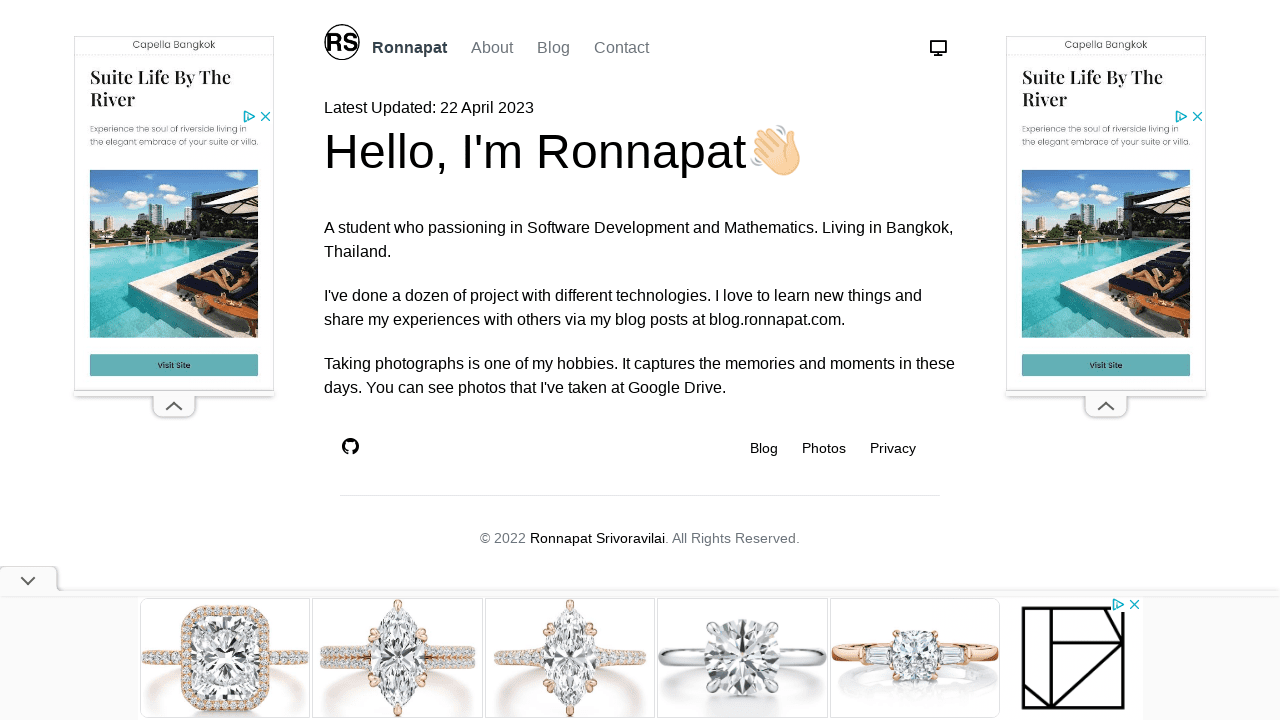 RS Ronnapat About Blog Contact
Latest Updated: 22 April 2023
Hello, I'm Ronnapat
A student who passioning in Software Development and Mathematics. Living in Bangkok,
Thailand.
I've done a dozen of project with different technologies. I love to learn new things and
share my experiences with others via my blog posts at blog.ronnapat.com.
Taking photographs is one of my hobbies. It captures the memories and moments in these
days. You can see photos that I've taken at Google Drive.
Blog Photos Privacy
© 2022 Ronnapat Srivoravilai. All Rights Reserved.
Capella Bangkok
Suite Life By The
River
Experience the soul of riverside living in
the elegant embrace of your suite or villa.
Visit Site
Capella Bangkok
Suite Life By The
River
Experience the soul of riverside living in
the elegant embrace of your suite or villa.
Visit Site